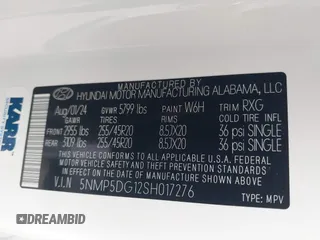 MANUFACTURED BY
HYUNDAI MOTOR MANUFACTURING ALABAMA, LLC
Aug/01/24 GVWR 5799 lbs PAINT W6H TRIM RXG
GAWR TIRES RIMS COLD TIRE INFL
FRONT 2955 lbs 255/45R20 8.5JX20 36 psi SINGLE
REAR 3109 lbs 255/45R20 8.5JX20 36 psi SINGLE
THIS VEHICLE CONFORMS TO ALL APPLICABLE FEDERAL MOTOR
VEHICLE SAFETY AND THEFT PREVENTION STANDARDS IN EFFECT
ON THE DATE OF MANUFACTURE SHOWN ABOVE
V.I.N 5NMP5DG12SH017276
TYPE: MPV
KARR
DREAMBID